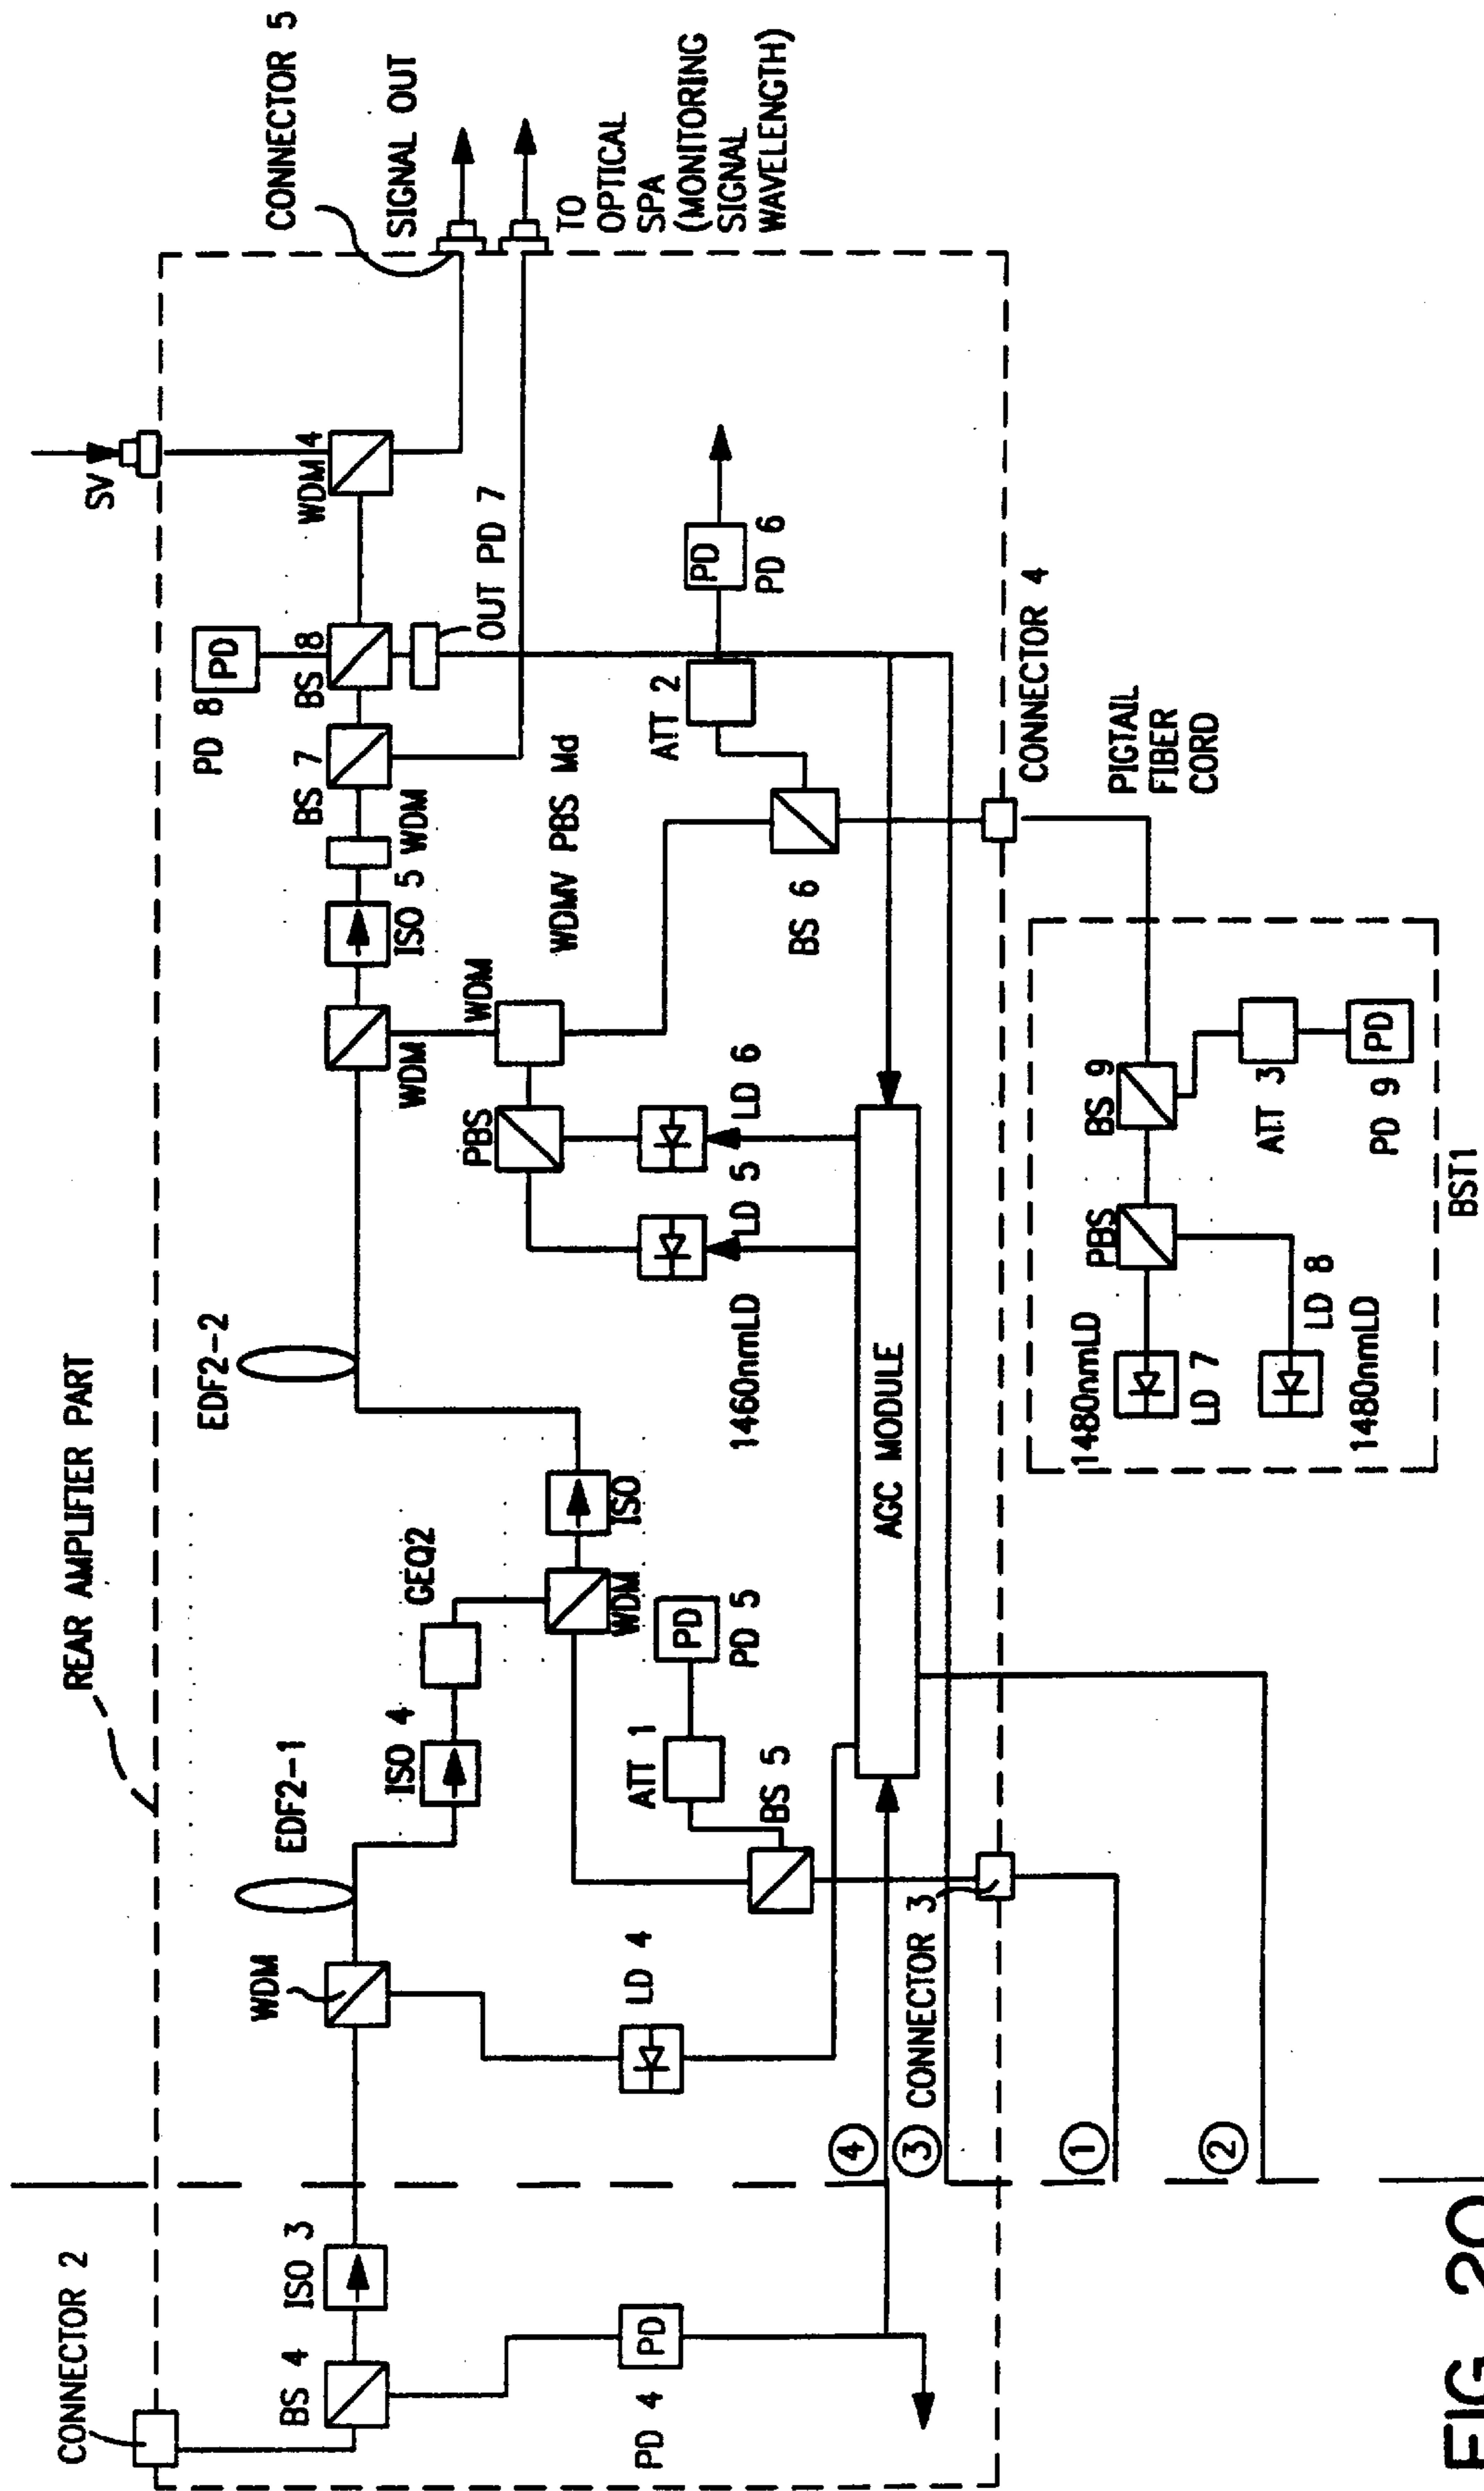 REAR AMPLIFIER PART
CONNECTOR 2
BS 4
ISO 3
PD 4
PD
WDM
EDF2-1
ISO 4
GEQ2
LD 4
ATT 1
BS 5
PD
PD 5
WDM
ISO
EDF2-2
1460nmLD
LD 5
LD 6
PBS
WDM
WDM
WDMV PBS Md
ISO 5
WDM
BS 7
PD 8
PD
BS 8
OUT PD 7
WDM 4
SV
CONNECTOR 5
SIGNAL OUT
TO
OPTICAL
SPA
(MONITORING
SIGNAL
WAVELENGTH)
ATT 2
PD
PD 6
BS 6
AGC MODULE
4
3
CONNECTOR 3
1
2
CONNECTOR 4
PIGTAIL
FIBER
CORD
1480nmLD
LD 7
PBS
BS 9
LD 8
1480nmLD
ATT 3
PD
PD 9
BST1
FIG. 20